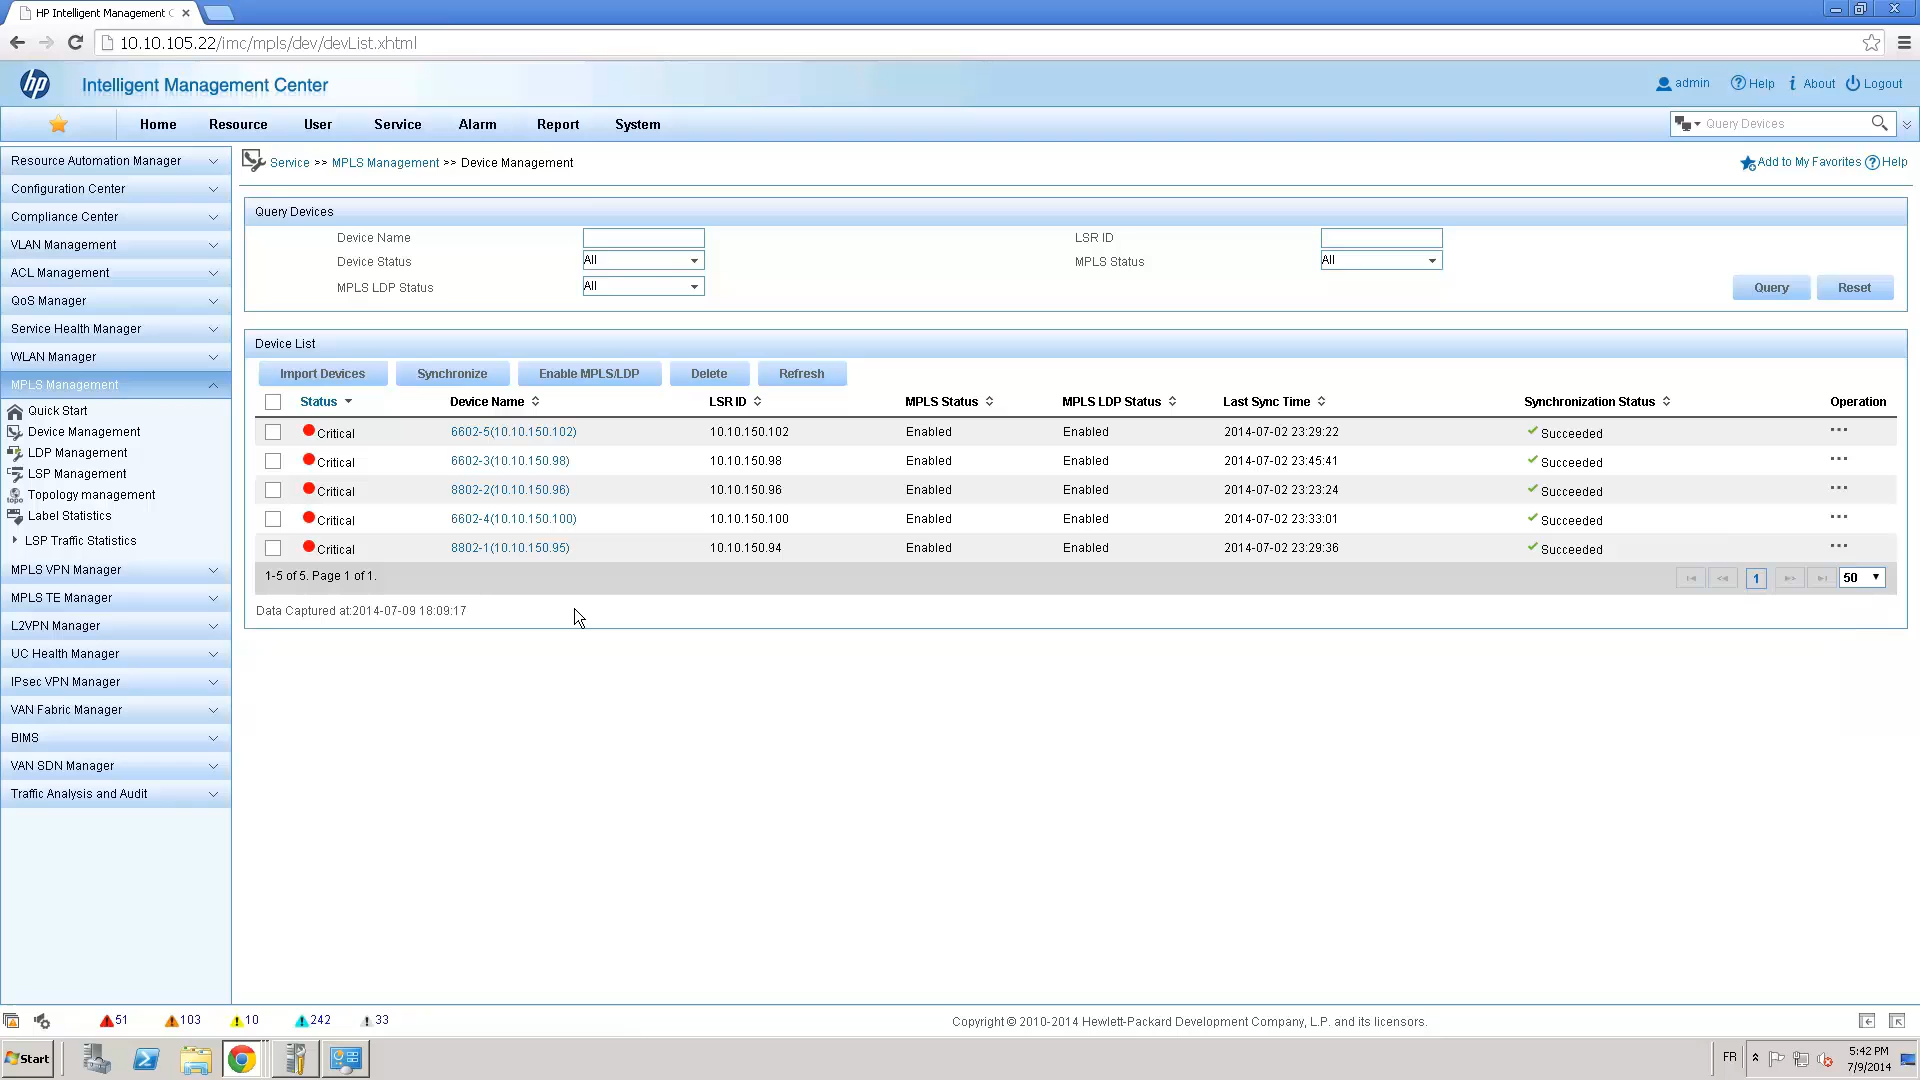 HP Intelligent Management C
10.10.105.22/imc/mpls/dev/devList.xhtml
hp Intelligent Management Center admin Help About Logout
Home Resource User Service Alarm Report System Query Devices
Resource Automation Manager
Configuration Center
Compliance Center
VLAN Management
ACL Management
QoS Manager
Service Health Manager
WLAN Manager
MPLS Management
Quick Start
Device Management
LDP Management
LSP Management
Topology management
Label Statistics
LSP Traffic Statistics
MPLS VPN Manager
MPLS TE Manager
L2VPN Manager
UC Health Manager
IPsec VPN Manager
VAN Fabric Manager
BIMS
VAN SDN Manager
Traffic Analysis and Audit
Service >> MPLS Management >> Device Management Add to My Favorites Help
Query Devices
Device Name LSR ID
Device Status All MPLS Status All
MPLS LDP Status All Query Reset
Device List
Import Devices Synchronize Enable MPLS/LDP Delete Refresh
Status Device Name LSR ID MPLS Status MPLS LDP Status Last Sync Time Synchronization Status Operation
Critical 6602-5(10.10.150.102) 10.10.150.102 Enabled Enabled 2014-07-02 23:29:22 Succeeded ...
Critical 6602-3(10.10.150.98) 10.10.150.98 Enabled Enabled 2014-07-02 23:45:41 Succeeded ...
Critical 8802-2(10.10.150.96) 10.10.150.96 Enabled Enabled 2014-07-02 23:23:24 Succeeded ...
Critical 6602-4(10.10.150.100) 10.10.150.100 Enabled Enabled 2014-07-02 23:33:01 Succeeded ...
Critical 8802-1(10.10.150.95) 10.10.150.94 Enabled Enabled 2014-07-02 23:29:36 Succeeded ...
1-5 of 5. Page 1 of 1. 1 50
Data Captured at:2014-07-09 18:09:17
51 103 10 242 33 Copyright © 2010-2014 Hewlett-Packard Development Company, L.P. and its licensors.
Start FR 5:42 PM
7/9/2014